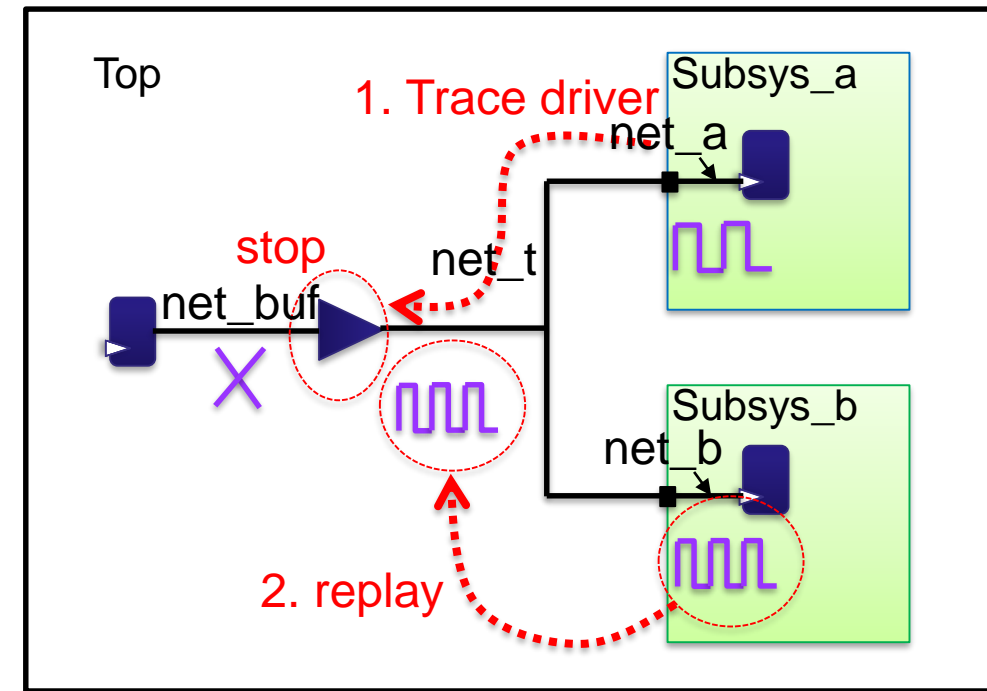 Top
Subsys_a
1. Trace driver
net_a
stop
net_t
net_buf
Subsys_b
net_b
2. replay